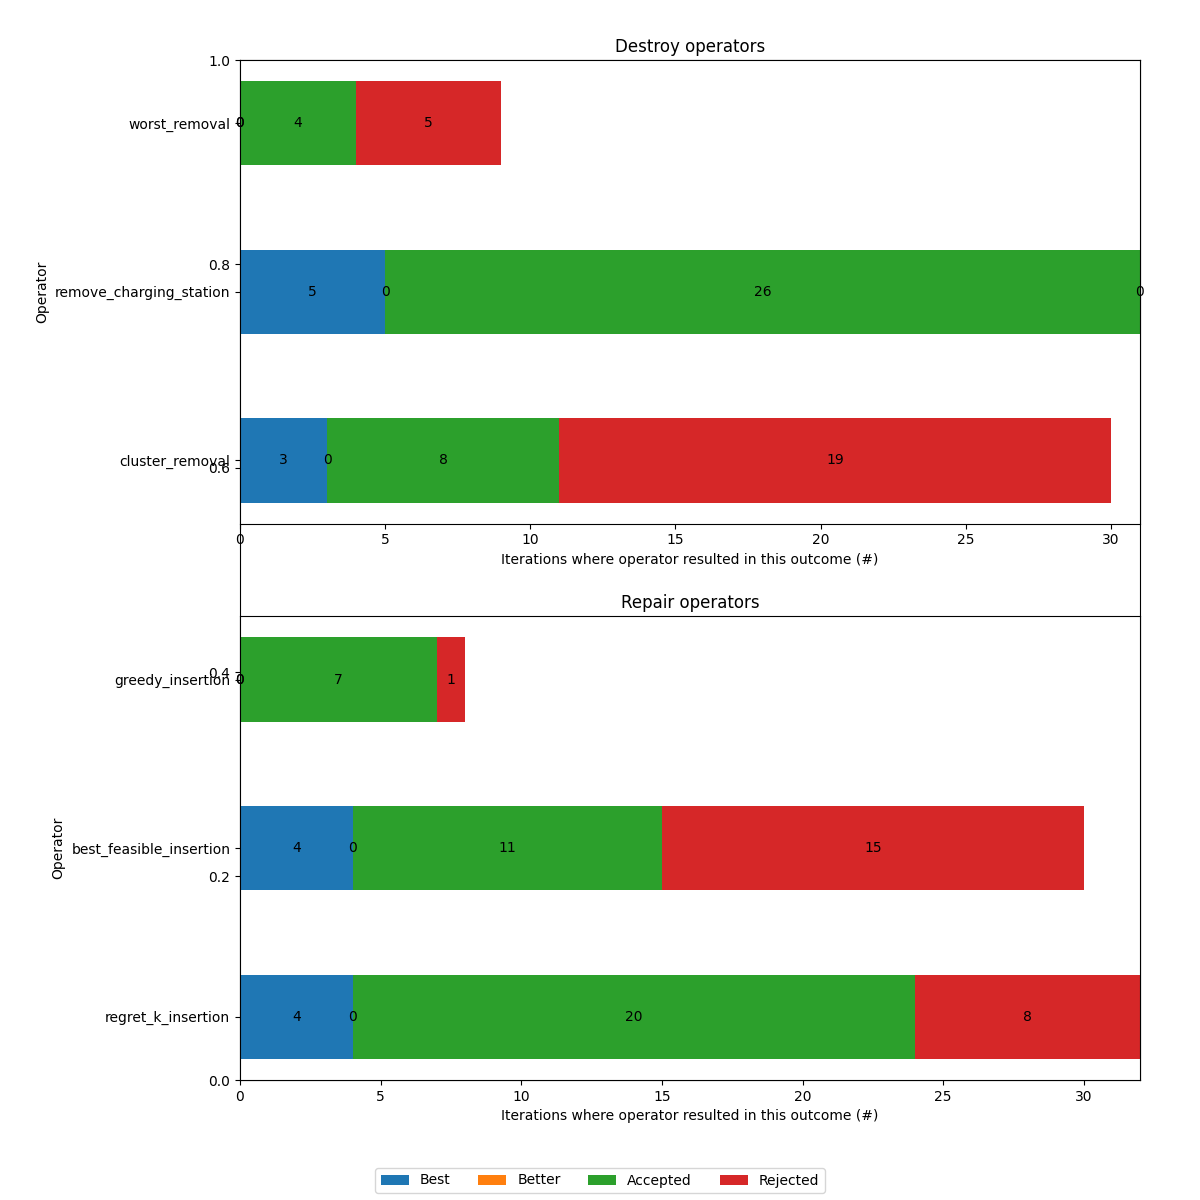 Destroy operators
1.0
worst_removal 0 0 4 5
Operator
0.8
remove_charging_station 5 0 26 0
cluster_removal 3 0 8 19
0.6
0 5 10 15 20 25 30
Iterations where operator resulted in this outcome (#)
Repair operators
0.4
greedy_insertion 0 0 7 1
Operator
best_feasible_insertion 4 0 11 15
0.2
regret_k_insertion 4 0 20 8
0.0
0 5 10 15 20 25 30
Iterations where operator resulted in this outcome (#)
Best Better Accepted Rejected